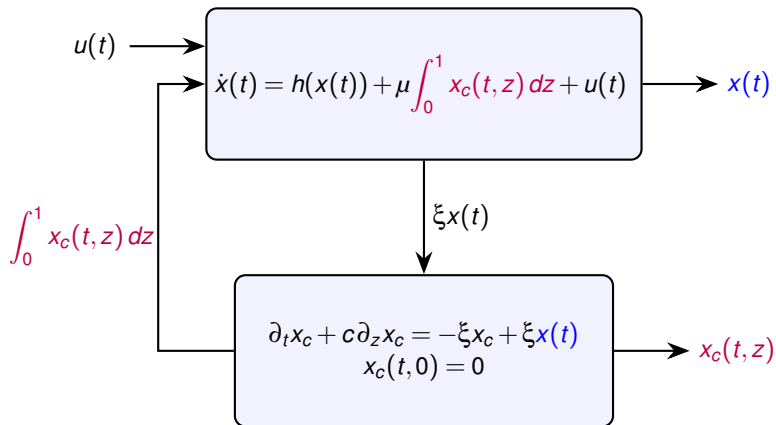 u(t)
ẋ(t) = h(x(t)) + μ∫₀¹ x_c(t, z) dz + u(t)
x(t)
∫₀¹ x_c(t, z) dz
ξx(t)
∂_t x_c + c∂_z x_c = −ξx_c + ξx(t)
x_c(t, 0) = 0
x_c(t, z)